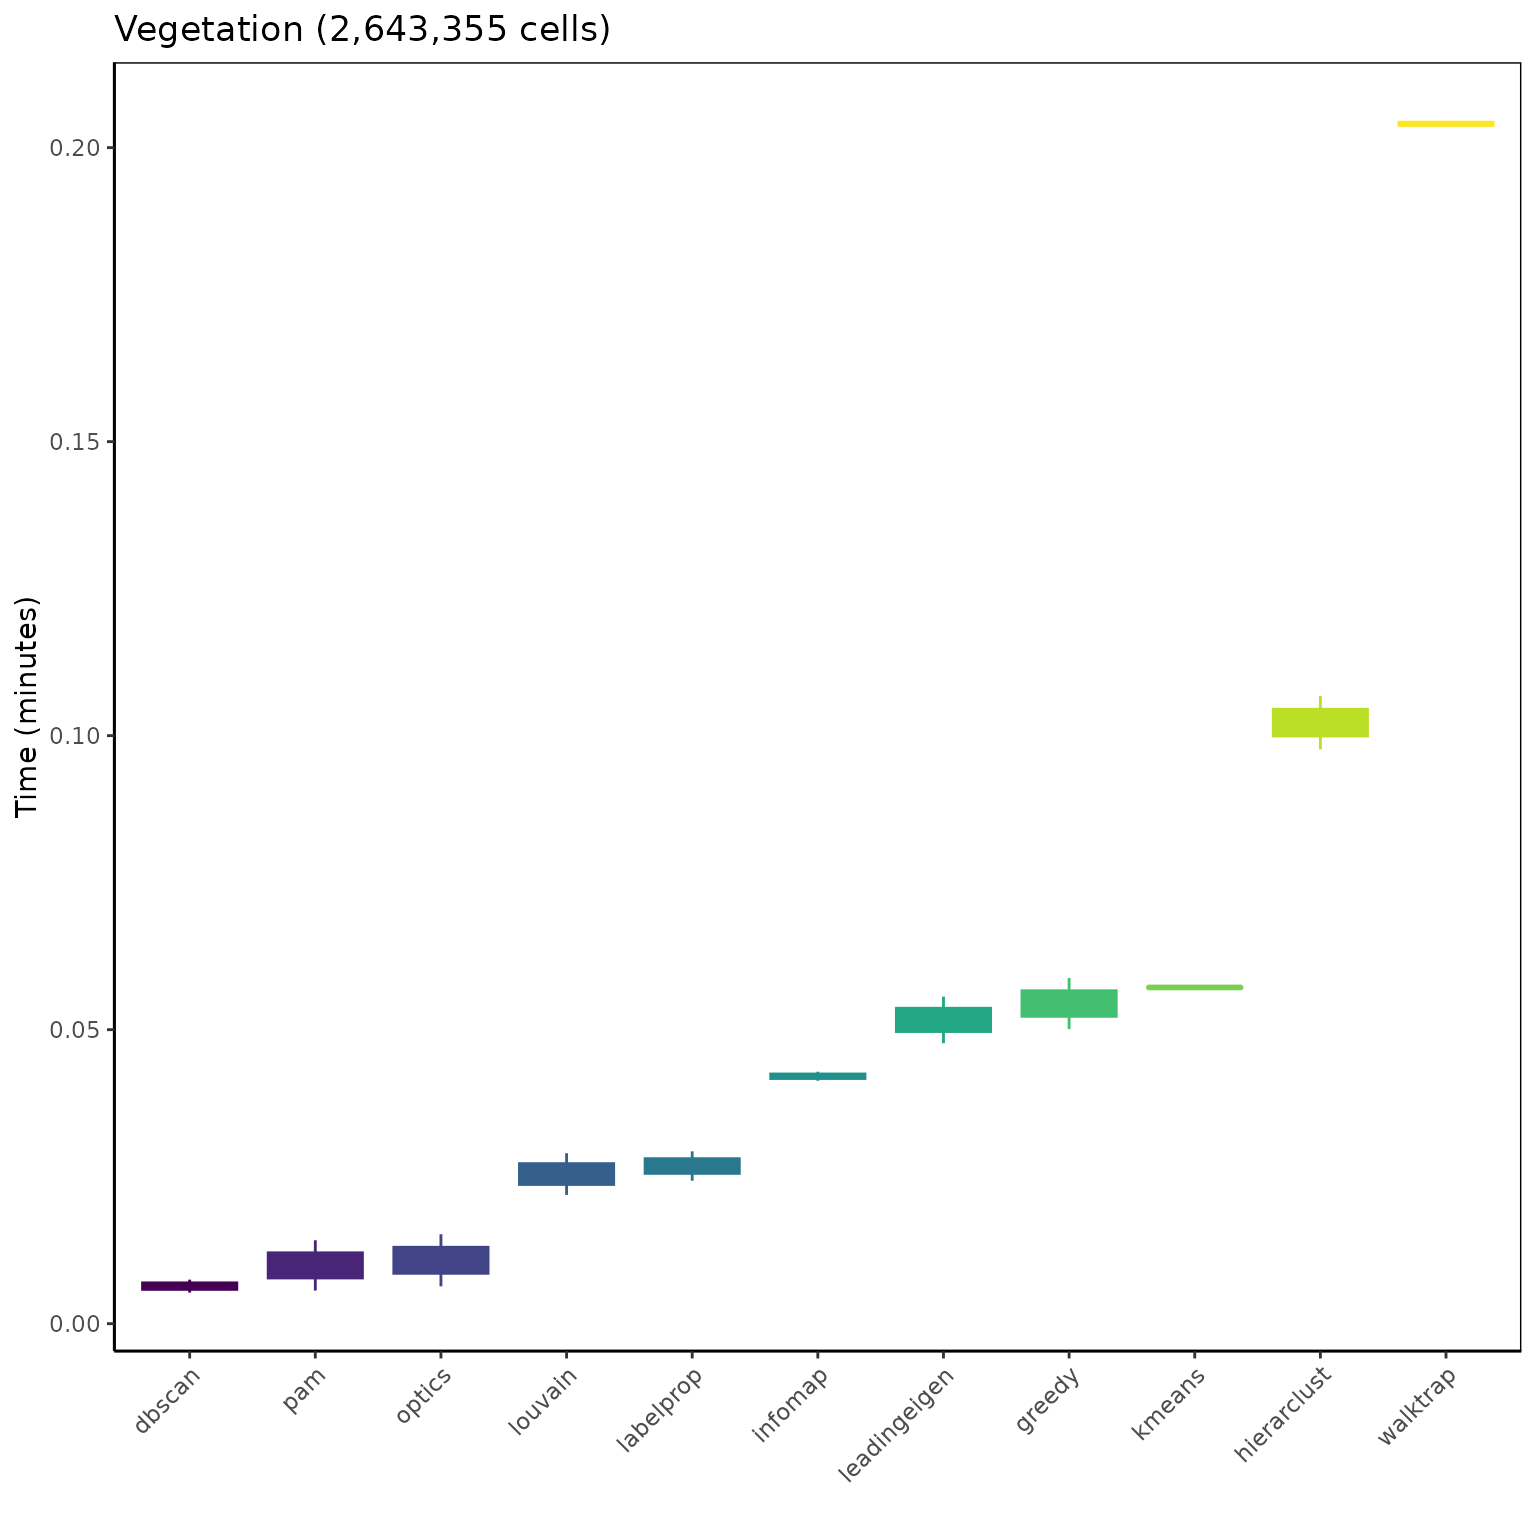 Vegetation (2,643,355 cells)
Time (minutes)
0.20
0.15
0.10
0.05
0.00
dbscan
pam
optics
louvain
labelprop
infomap
leadingeigen
greedy
kmeans
hierarclust
walktrap